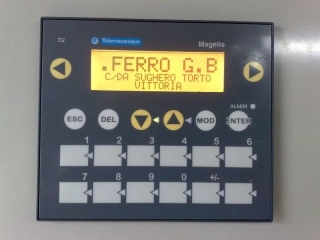 Telemecanique
Magelis
.FERRO G.B
C/DA SUGHERO TORTO
VITTORIA
ALARM
ESC DEL MOD ENTER
1 2 3 4 5 6
7 8 9 0 +/- .